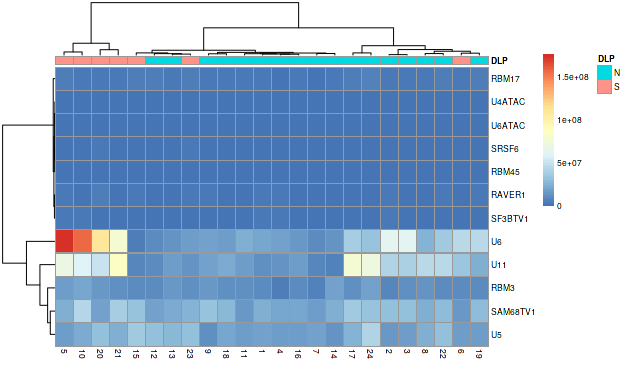 DLP
DLP
N
S
RBM17
U4ATAC
U6ATAC
SRSF6
RBM45
RAVER1
SF3BTV1
U6
U11
RBM3
SAM68TV1
U5
1.5e+08
1e+08
5e+07
0
5 10 20 21 15 12 13 23 9 18 11 1 4 16 7 14 17 24 2 3 8 22 6 19